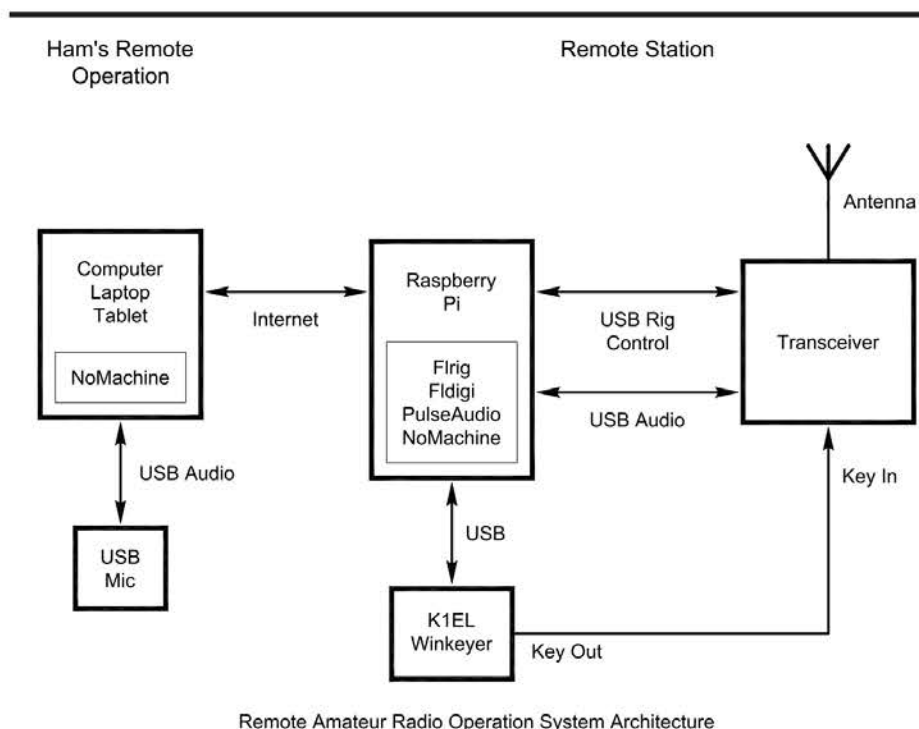 Ham's Remote
Operation
Remote Station
Antenna
Computer
Laptop
Tablet
NoMachine
Internet
Raspberry
Pi
Flrig
Fldigi
PulseAudio
NoMachine
USB Rig
Control
USB Audio
Transceiver
USB Audio
USB
Mic
USB
Key In
K1EL
Winkeyer
Key Out
Remote Amateur Radio Operation System Architecture